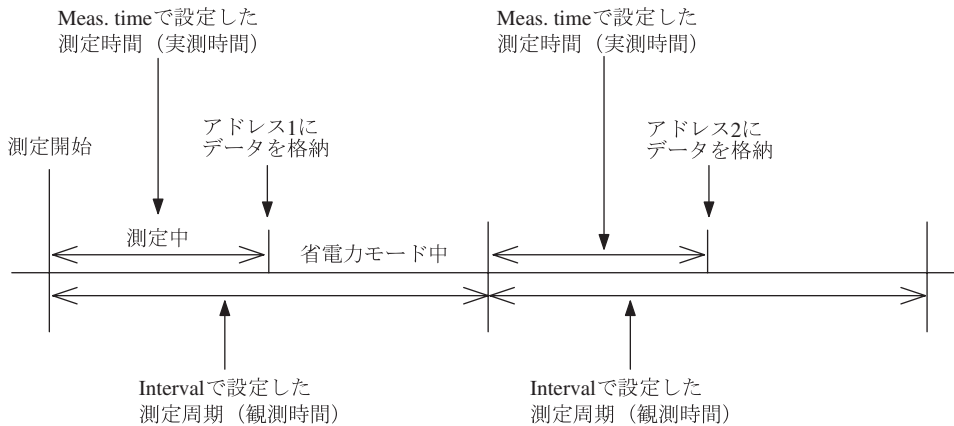 Meas. timeで設定した
測定時間（実測時間）
Meas. timeで設定した
測定時間（実測時間）
測定開始
アドレス1に
データを格納
アドレス2に
データを格納
測定中
省電力モード中
Intervalで設定した
測定周期（観測時間）
Intervalで設定した
測定周期（観測時間）